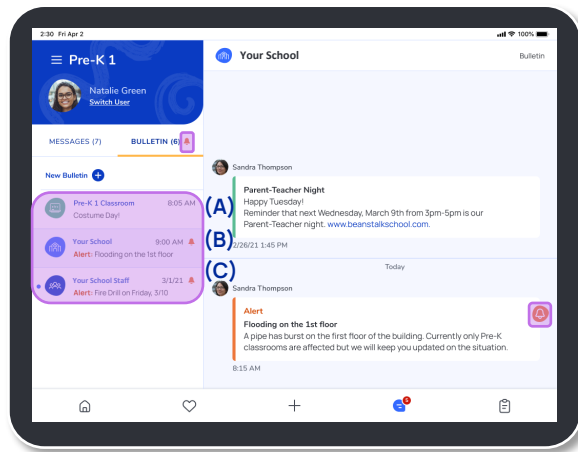 2:30 Fri Apr 2
100%
Pre-K 1
Natalie Green
Switch User
MESSAGES (7)
BULLETIN (6)
New Bulletin
Pre-K 1 Classroom 8:05 AM
Costume Day!
Your School 9:00 AM
Alert: Flooding on the 1st floor
Your School Staff 3/1/21
Alert: Fire Drill on Friday, 3/10
(A)
(B)
(C)
Your School
Bulletin
Sandra Thompson
Parent-Teacher Night
Happy Tuesday!
Reminder that next Wednesday, March 9th from 3pm-5pm is our
Parent-Teacher night. www.beanstalkschool.com.
2/26/21 1:45 PM
Today
Sandra Thompson
Alert
Flooding on the 1st floor
A pipe has burst on the first floor of the building. Currently only Pre-K
classrooms are affected but we will keep you updated on the situation.
8:15 AM
5